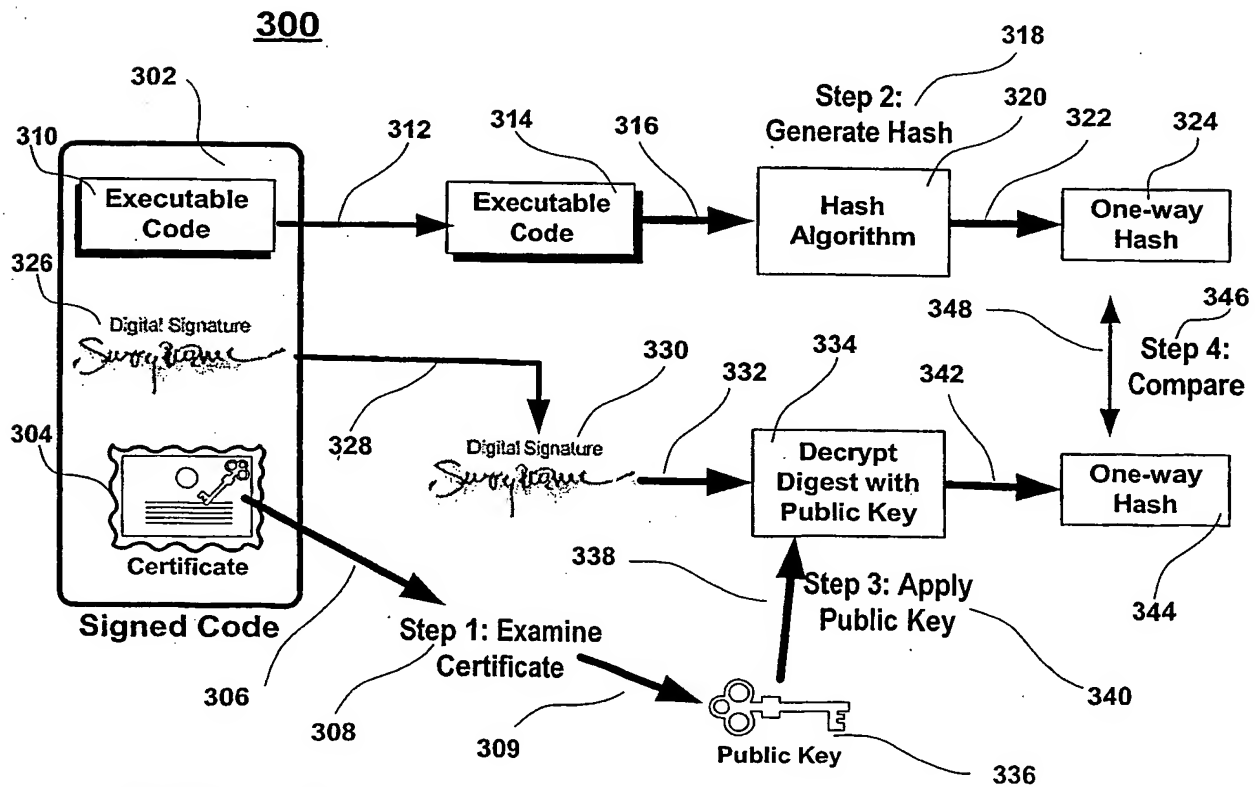 300
302
310
312
314
316
Step 2:
Generate Hash
318
320
322
324
Executable
Code
Executable
Code
Hash
Algorithm
One-way
Hash
326
Digital Signature
328
Digital Signature
330
332
334
342
348
346
Step 4:
Compare
Decrypt
Digest with
Public Key
One-way
Hash
344
304
Certificate
Signed Code
306
Step 1: Examine
Certificate
308
309
338
Step 3: Apply
Public Key
340
Public Key
336